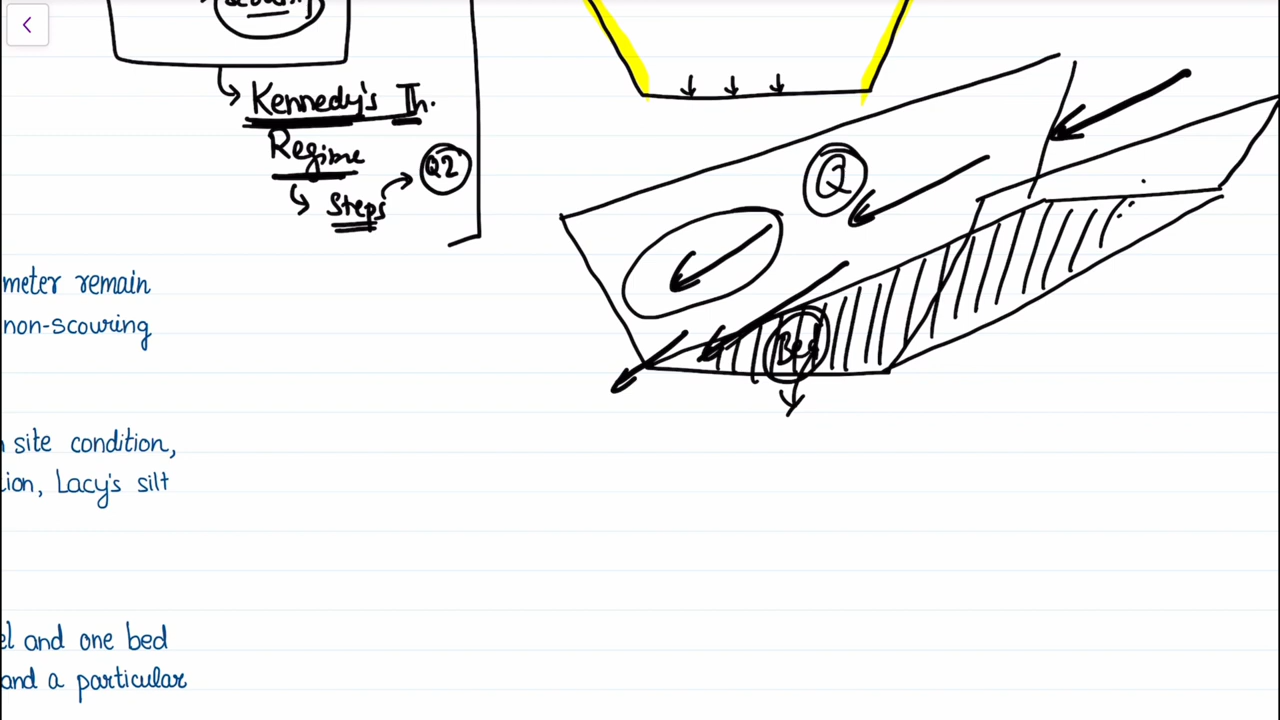 Kennedy's Th.
Regime
Steps
Q2
Q
Bed
meter remain
non-scouring
site condition,
ion, Lacy's silt
el and one bed
and a particular